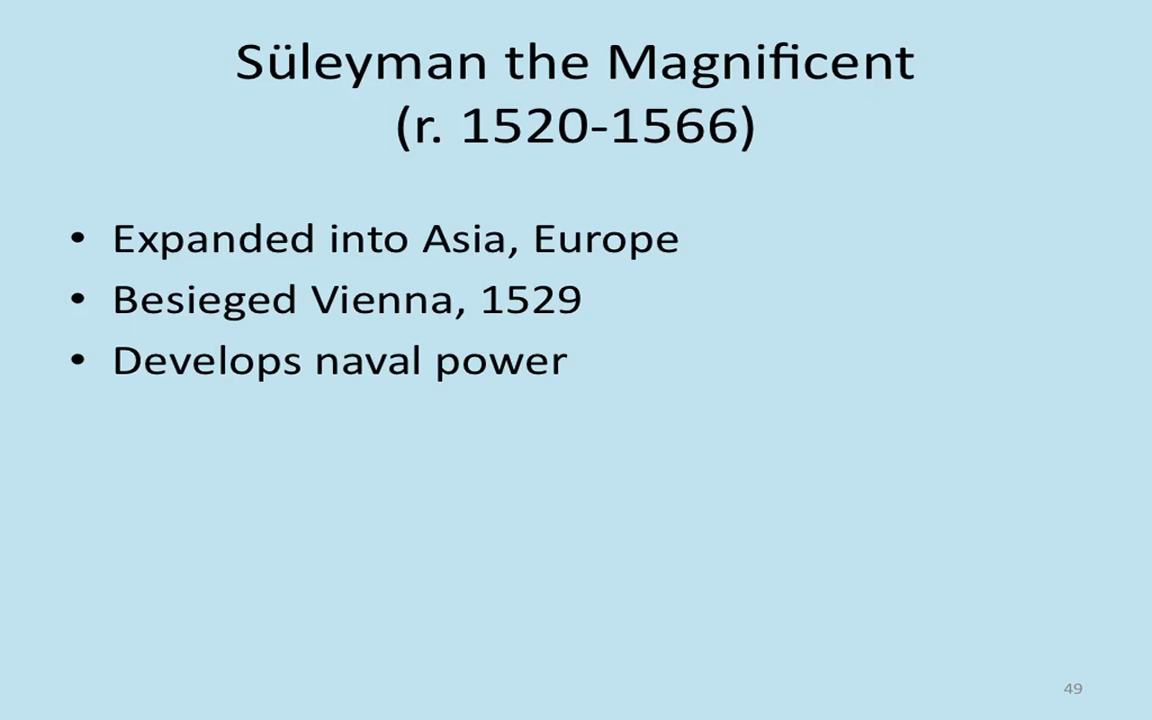 Süleyman the Magnificent
(r. 1520-1566)
• Expanded into Asia, Europe
• Besieged Vienna, 1529
• Develops naval power
49